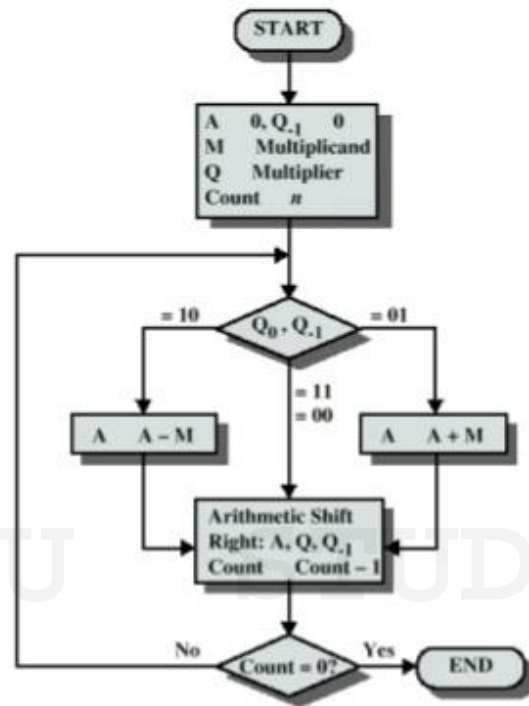 START
A 0, Q-1 0
M Multiplicand
Q Multiplier
Count n
= 10
Q0, Q-1
= 01
= 11
= 00
A A – M
A A + M
Arithmetic Shift
Right: A, Q, Q-1
Count Count – 1
No
Count = 0?
Yes
END
U STUD